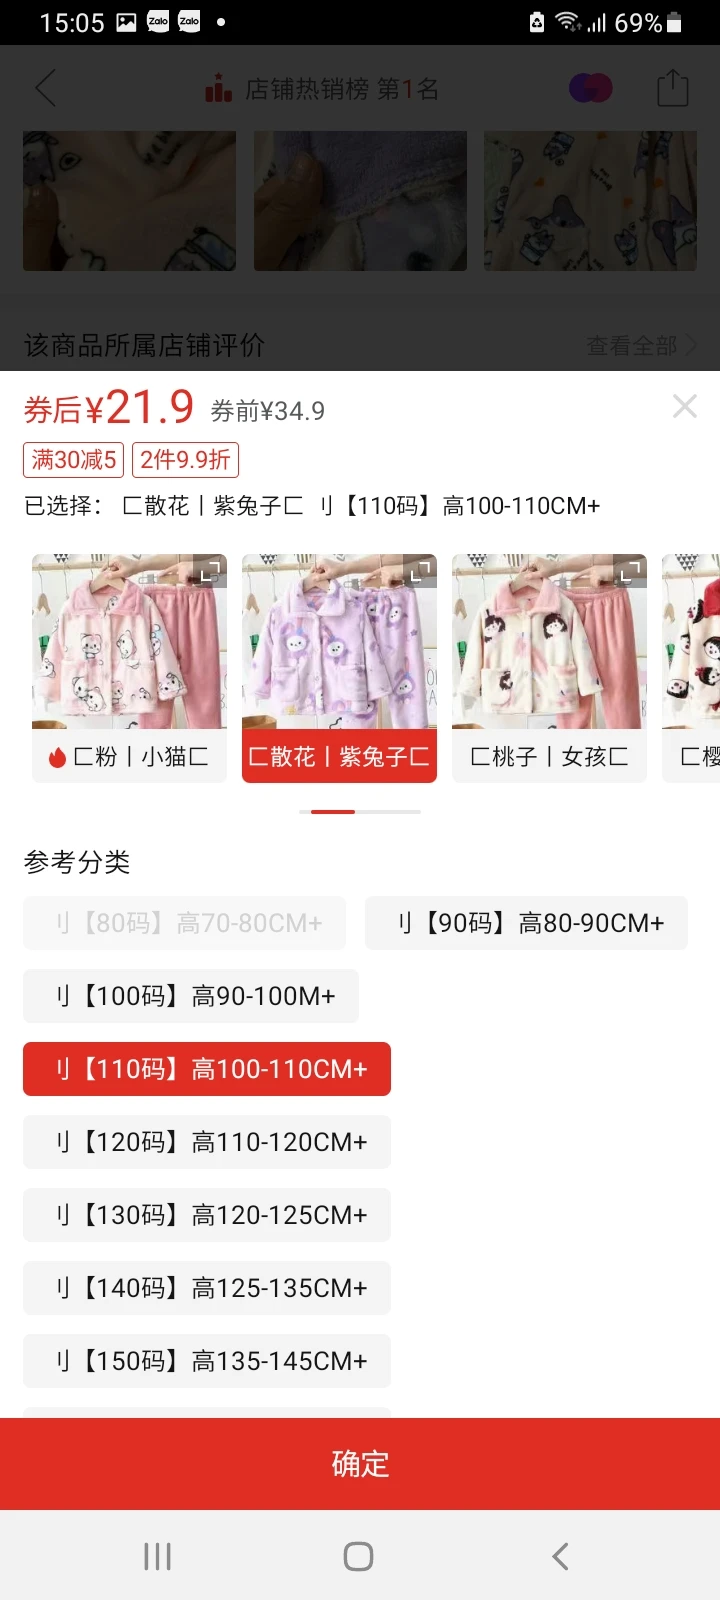 15:05 Zalo Zalo 69%
店铺热销榜 第1名
该商品所属店铺评价 查看全部
券后¥21.9 券前¥34.9
满30减5 2件9.9折
已选择： 匚散花丨紫兔子匚 刂【110码】高100-110CM+
匚粉丨小猫匚 匚散花丨紫兔子匚 匚桃子丨女孩匚 匚樱
参考分类
刂【80码】高70-80CM+ 刂【90码】高80-90CM+
刂【100码】高90-100M+
刂【110码】高100-110CM+
刂【120码】高110-120CM+
刂【130码】高120-125CM+
刂【140码】高125-135CM+
刂【150码】高135-145CM+
确定